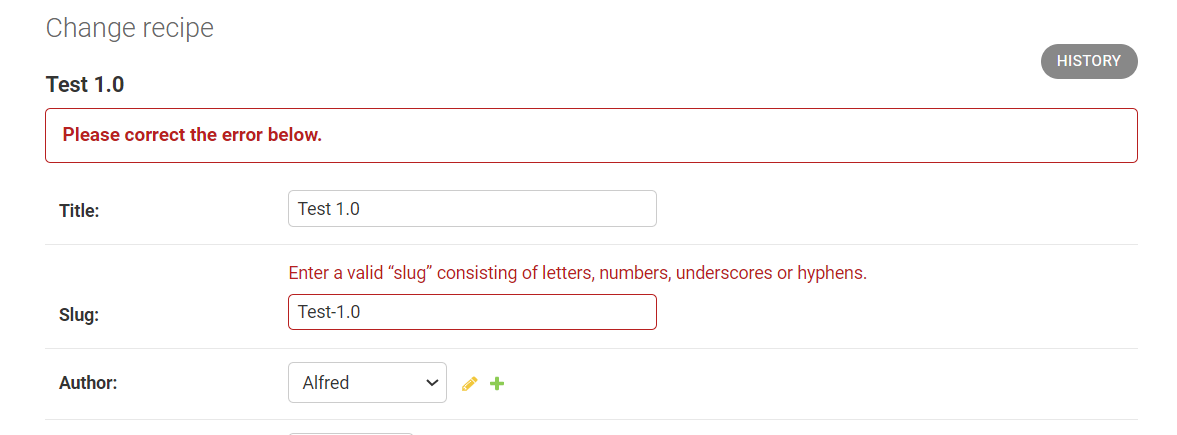 Change recipe
HISTORY
Test 1.0
Please correct the error below.
Title: Test 1.0
Enter a valid “slug” consisting of letters, numbers, underscores or hyphens.
Slug: Test-1.0
Author: Alfred